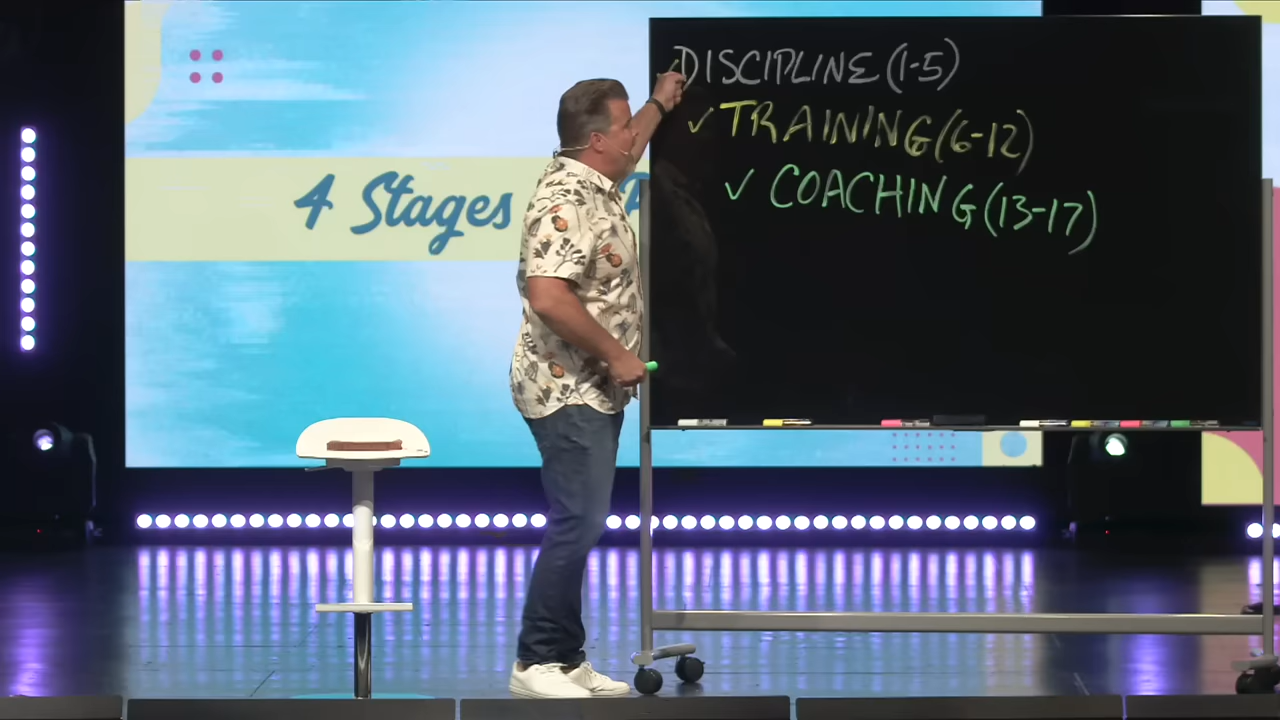 4 Stages
✓ DISCIPLINE (1-5)
✓ TRAINING (6-12)
✓ COACHING (13-17)